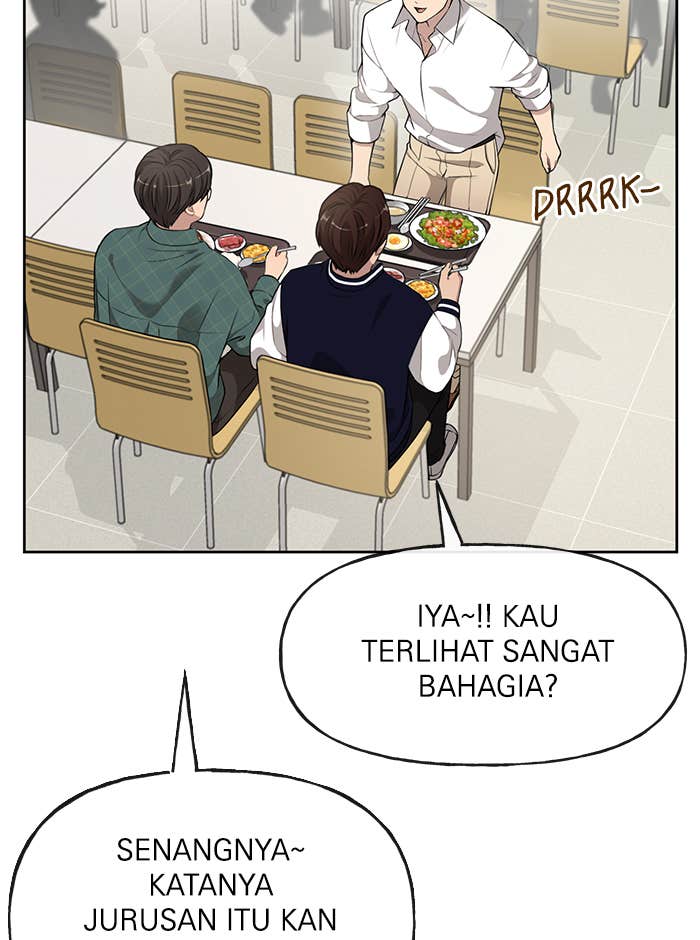 DRRRK~
IYA~!! KAU
TERLIHAT SANGAT
BAHAGIA?
SENANGNYA~
KATANYA
JURUSAN ITU KAN